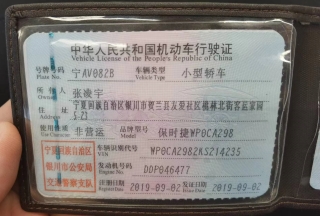 中华人民共和国机动车行驶证
Vehicle License of the People's Republic of China
号牌号码 宁AV082B 车辆类型 小型轿车
Plate No. Vehicle Type
所有人 张浚宇
Owner
住址 宁夏回族自治区银川市贺兰县友爱社区桃林北街
Address 5-21
使用性质 非营运 品牌型号 保时捷WP0CA298
Use Character Model
宁夏回族自治区
银川市公安局
交通警察支队
车辆识别代号 WP0CA2982KS214235
VIN
发动机号码 DDP046477
Engine No.
注册日期 2019-09-02 发证日期 2019-09-02
Register Date Issue Date